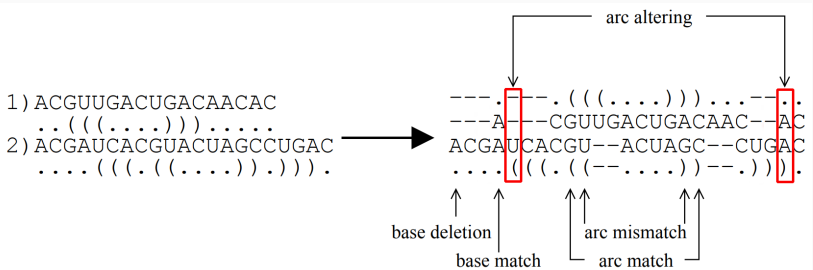 arc altering
1)ACGUUGACUGACAACAC
..(((....))).....
2)ACGAUCACGUACUAGCCUGAC
....(((.((....)).))).
---.---.(((....)))...--..
---A---CGUUGACUGACAAC--AC
ACGAUCACGU--ACUAGC--CUGAC
....(((.((--....))--.))).
base deletion
arc mismatch
base match
arc match